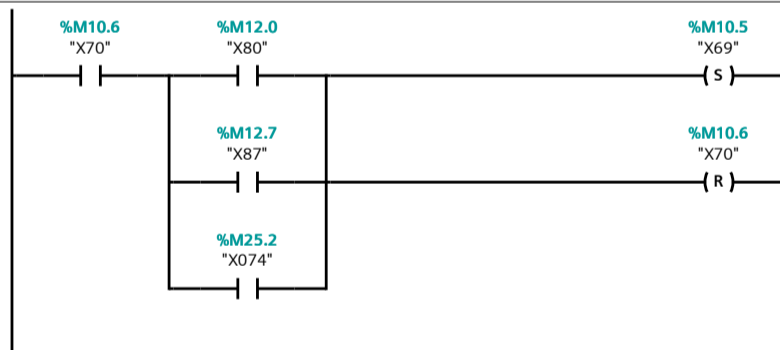 %M10.6
"X70"
%M12.0
"X80"
%M10.5
"X69"
S
%M12.7
"X87"
%M10.6
"X70"
R
%M25.2
"X074"